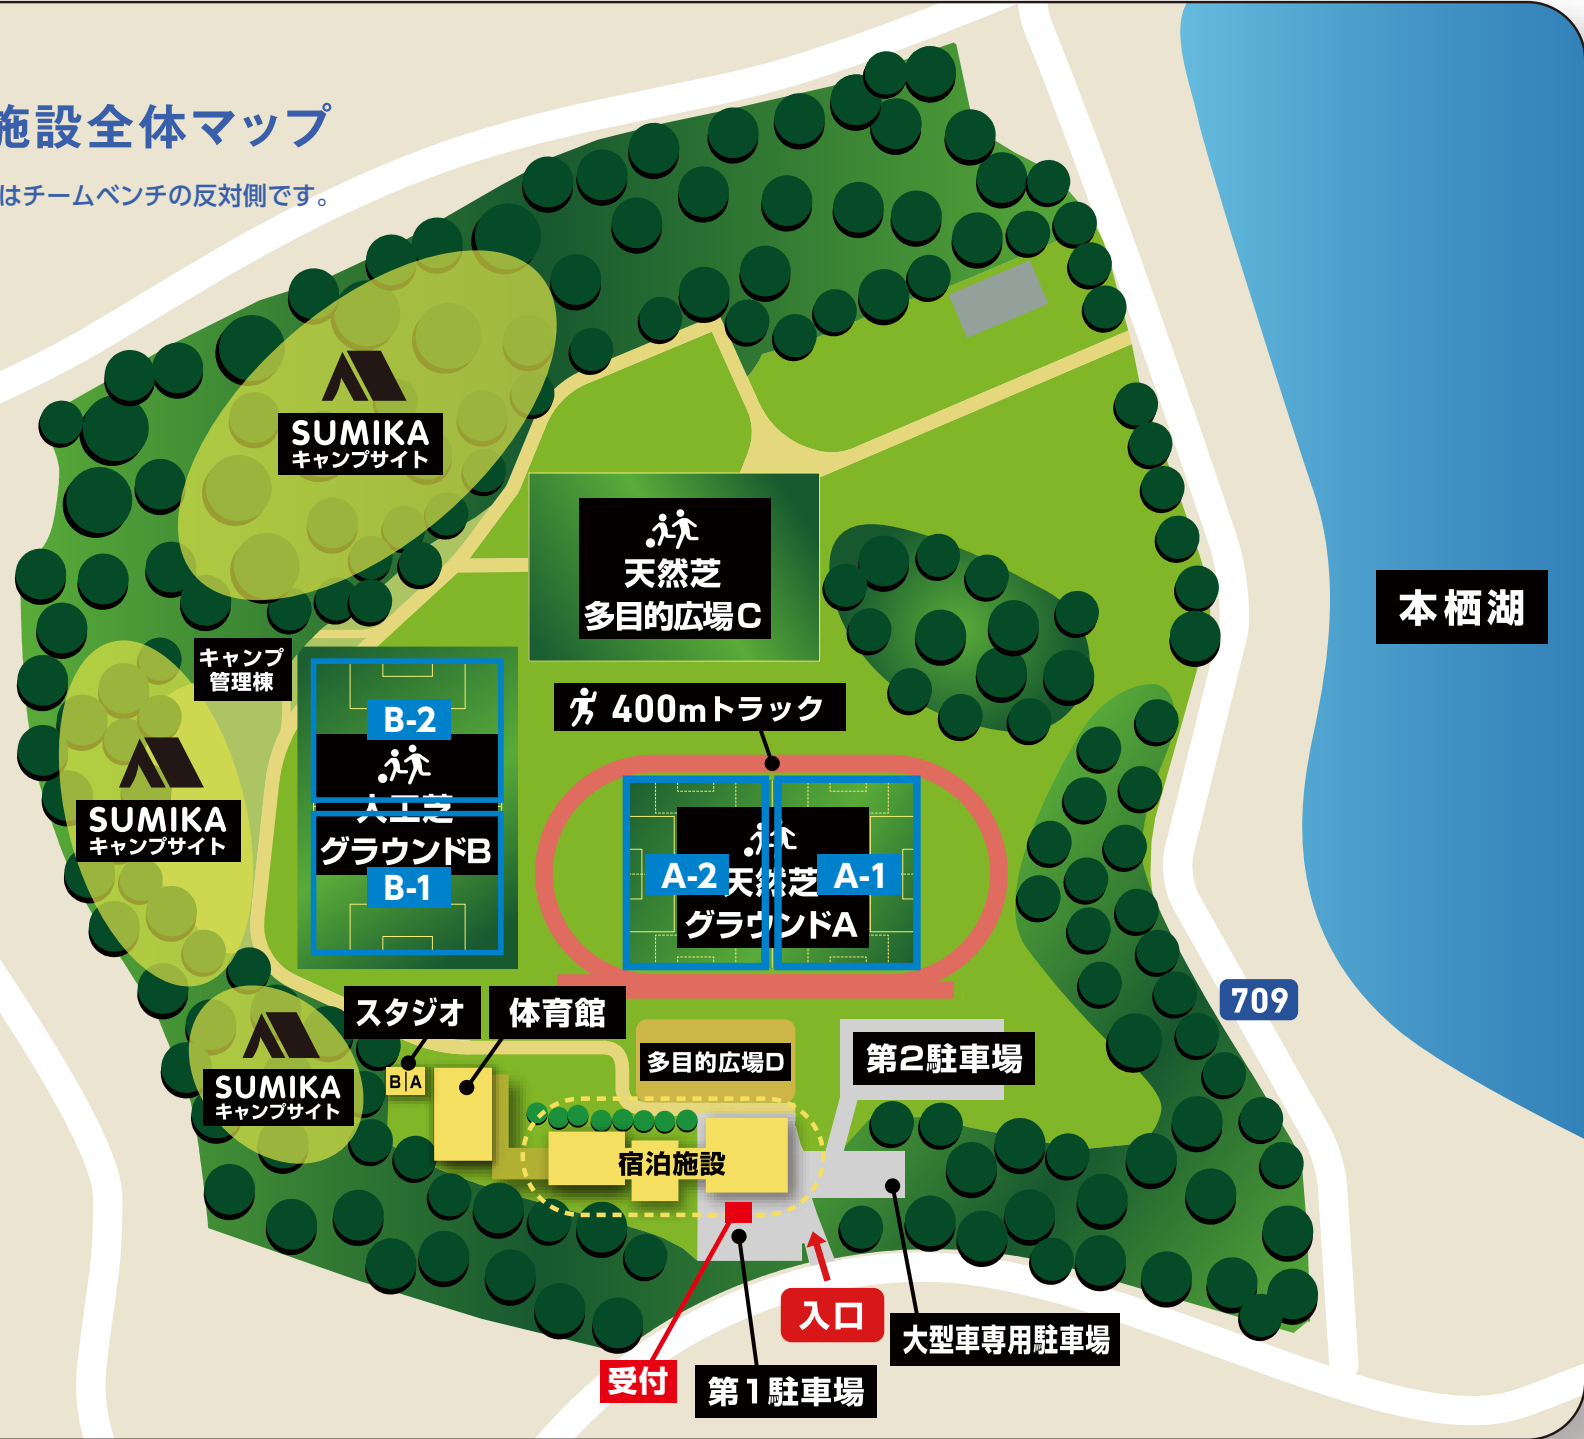 施設全体マップ
はチームベンチの反対側です。
SUMIKA
キャンプサイト
天然芝
多目的広場C
本栖湖
キャンプ
管理棟
400mトラック
B-2
人工芝
グラウンドB
B-1
SUMIKA
キャンプサイト
A-2
天然芝
A-1
グラウンドA
709
スタジオ
体育館
多目的広場D
第2駐車場
B|A
SUMIKA
キャンプサイト
宿泊施設
入口
大型車専用駐車場
受付
第1駐車場